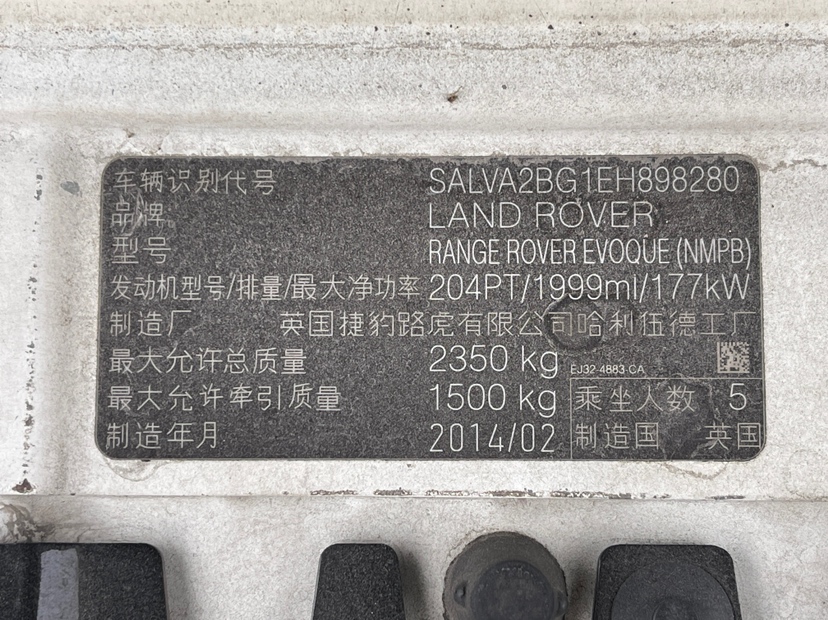 车辆识别代号 SALVA2BG1EH898280
品牌 LAND ROVER
型号 RANGE ROVER EVOQUE (NMPB)
发动机型号/排量/最大净功率 204PT/1999ml/177kW
制造厂 英国捷豹路虎有限公司哈利伍德工厂
最大允许总质量 2350 kg
EJ32 4883 CA
最大允许牵引质量 1500 kg 乘坐人数 5
制造年月 2014/02 制造国 英国